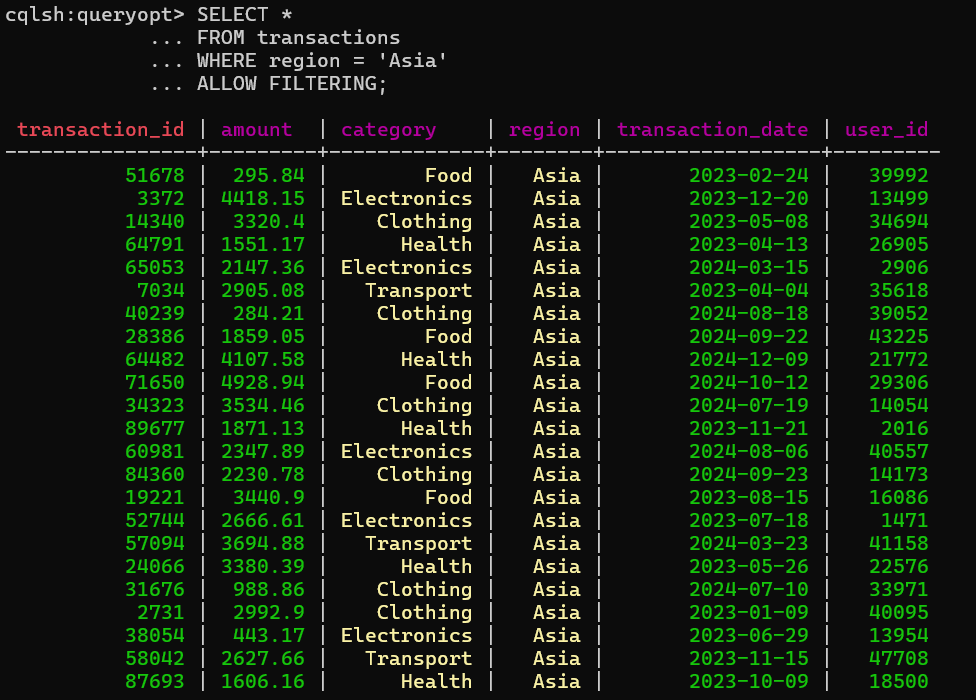 cqlsh:queryopt> SELECT *
            ... FROM transactions
            ... WHERE region = 'Asia'
            ... ALLOW FILTERING;
 transaction_id | amount  | category    | region | transaction_date | user_id
----------------+---------+-------------+--------+------------------+---------
          51678 |  295.84 |        Food |   Asia |       2023-02-24 |   39992
           3372 | 4418.15 | Electronics |   Asia |       2023-12-20 |   13499
          14340 |  3320.4 |    Clothing |   Asia |       2023-05-08 |   34694
          64791 | 1551.17 |      Health |   Asia |       2023-04-13 |   26905
          65053 | 2147.36 | Electronics |   Asia |       2024-03-15 |    2906
           7034 | 2905.08 |   Transport |   Asia |       2023-04-04 |   35618
          40239 |  284.21 |    Clothing |   Asia |       2024-08-18 |   39052
          28386 | 1859.05 |        Food |   Asia |       2024-09-22 |   43225
          64482 | 4107.58 |      Health |   Asia |       2024-12-09 |   21772
          71650 | 4928.94 |        Food |   Asia |       2024-10-12 |   29306
          34323 | 3534.46 |    Clothing |   Asia |       2024-07-19 |   14054
          89677 | 1871.13 |      Health |   Asia |       2023-11-21 |    2016
          60981 | 2347.89 | Electronics |   Asia |       2024-08-06 |   40557
          84360 | 2230.78 |    Clothing |   Asia |       2024-09-23 |   14173
          19221 |  3440.9 |        Food |   Asia |       2023-08-15 |   16086
          52744 | 2666.61 | Electronics |   Asia |       2023-07-18 |    1471
          57094 | 3694.88 |   Transport |   Asia |       2024-03-23 |   41158
          24066 | 3380.39 |      Health |   Asia |       2023-05-26 |   22576
          31676 |  988.86 |    Clothing |   Asia |       2024-07-10 |   33971
           2731 |  2992.9 |    Clothing |   Asia |       2023-01-09 |   40095
          38054 |  443.17 | Electronics |   Asia |       2023-06-29 |   13954
          58042 | 2627.66 |   Transport |   Asia |       2023-11-15 |   47708
          87693 | 1606.16 |      Health |   Asia |       2023-10-09 |   18500